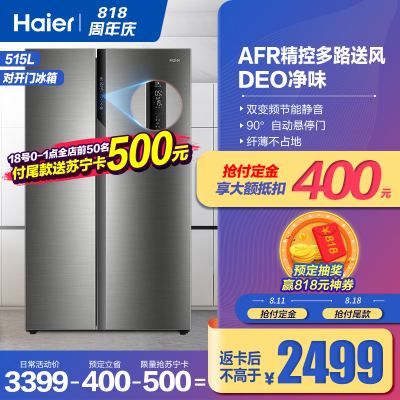 Haier
818
周年庆
515L
对开门冰箱
Haier
AFR精控多路送风
DEO净味
双变频节能静音
90°自动悬停门
纤薄不占地
18号0-1点全店前50名
付尾款送苏宁卡500元
抢付定金
享大额抵扣
400元
818
预定抽奖
赢818元神券
8.11
8.18
抢付定金
抢付尾款
日常活动价
预定立省
限量抢苏宁卡
3399-400-500=
返卡后
不高于
¥2499